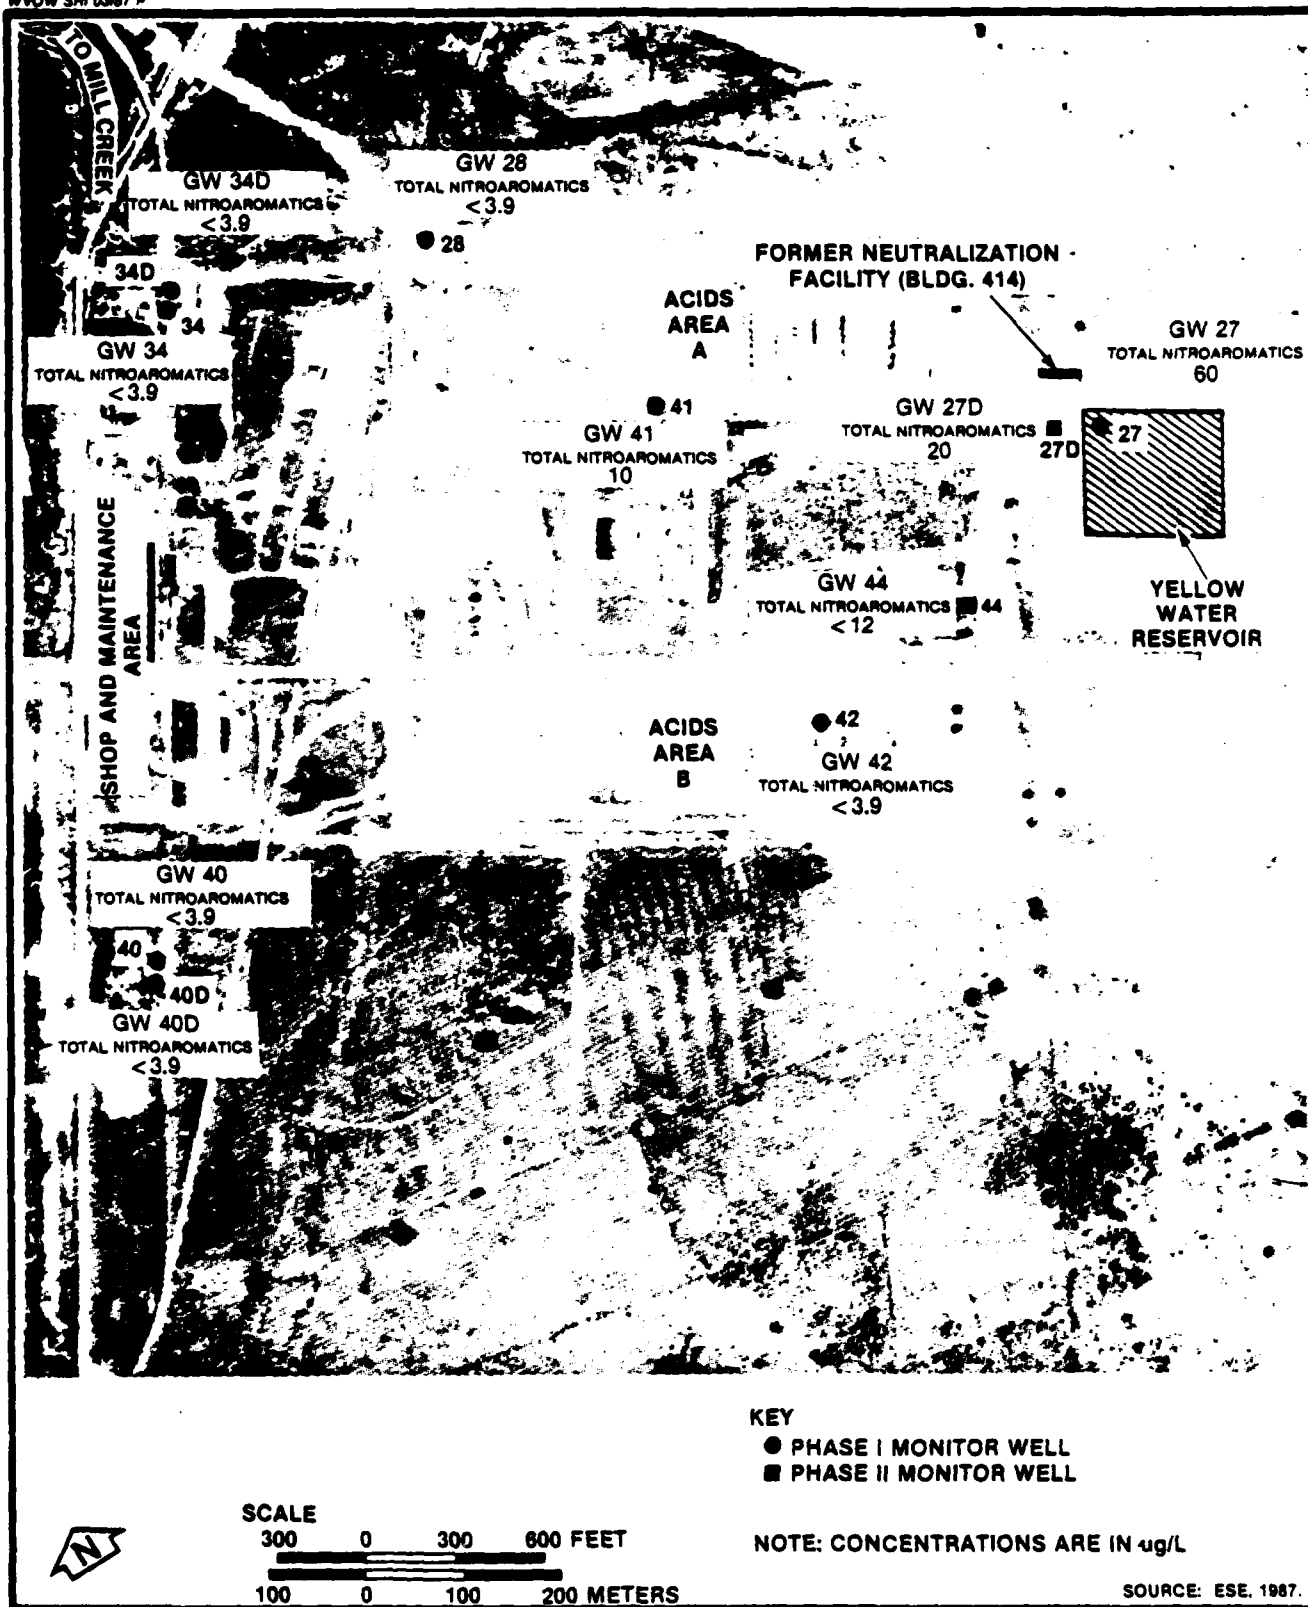 TO MILL CREEK
GW 34D
TOTAL NITROAROMATICS
<3.9
GW 28
TOTAL NITROAROMATICS
<3.9
28
34D
34
GW 34
TOTAL NITROAROMATICS
<3.9
FORMER NEUTRALIZATION
FACILITY (BLDG. 414)
ACIDS
AREA
A
GW 27
TOTAL NITROAROMATICS
60
41
GW 41
TOTAL NITROAROMATICS
10
GW 27D
TOTAL NITROAROMATICS
20
27D
27
SHOP AND MAINTENANCE
AREA
GW 44
TOTAL NITROAROMATICS
<12
44
YELLOW
WATER
RESERVOIR
ACIDS
AREA
B
42
GW 42
TOTAL NITROAROMATICS
<3.9
GW 40
TOTAL NITROAROMATICS
<3.9
40
40D
GW 40D
TOTAL NITROAROMATICS
<3.9
KEY
PHASE I MONITOR WELL
PHASE II MONITOR WELL
N
SCALE
300 0 300 600 FEET
100 0 100 200 METERS
NOTE: CONCENTRATIONS ARE IN ug/L
SOURCE: ESE, 1987.